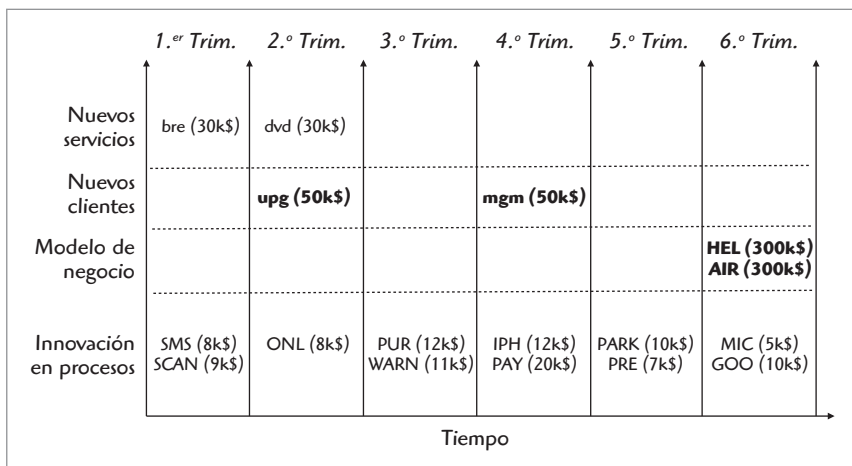 1.er Trim. 2.o Trim. 3.o Trim. 4.o Trim. 5.o Trim. 6.o Trim.
Nuevos
servicios
bre (30k$) dvd (30k$)
Nuevos
clientes
upg (50k$) mgm (50k$)
Modelo de
negocio
HEL (300k$)
AIR (300k$)
Innovación
en procesos
SMS (8k$) ONL (8k$) PUR (12k$) IPH (12k$) PARK (10k$) MIC (5k$)
SCAN (9k$) WARN (11k$) PAY (20k$) PRE (7k$) GOO (10k$)
Tiempo